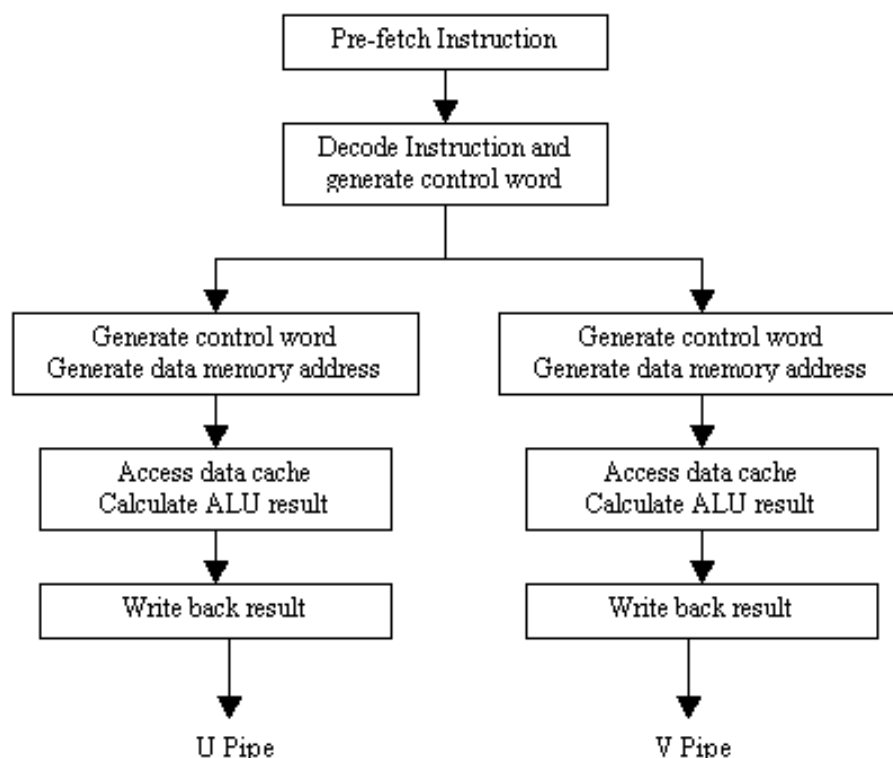 Pre-fetch Instruction
Decode Instruction and
generate control word
Generate control word
Generate data memory address
Generate control word
Generate data memory address
Access data cache
Calculate ALU result
Access data cache
Calculate ALU result
Write back result
Write back result
U Pipe
V Pipe